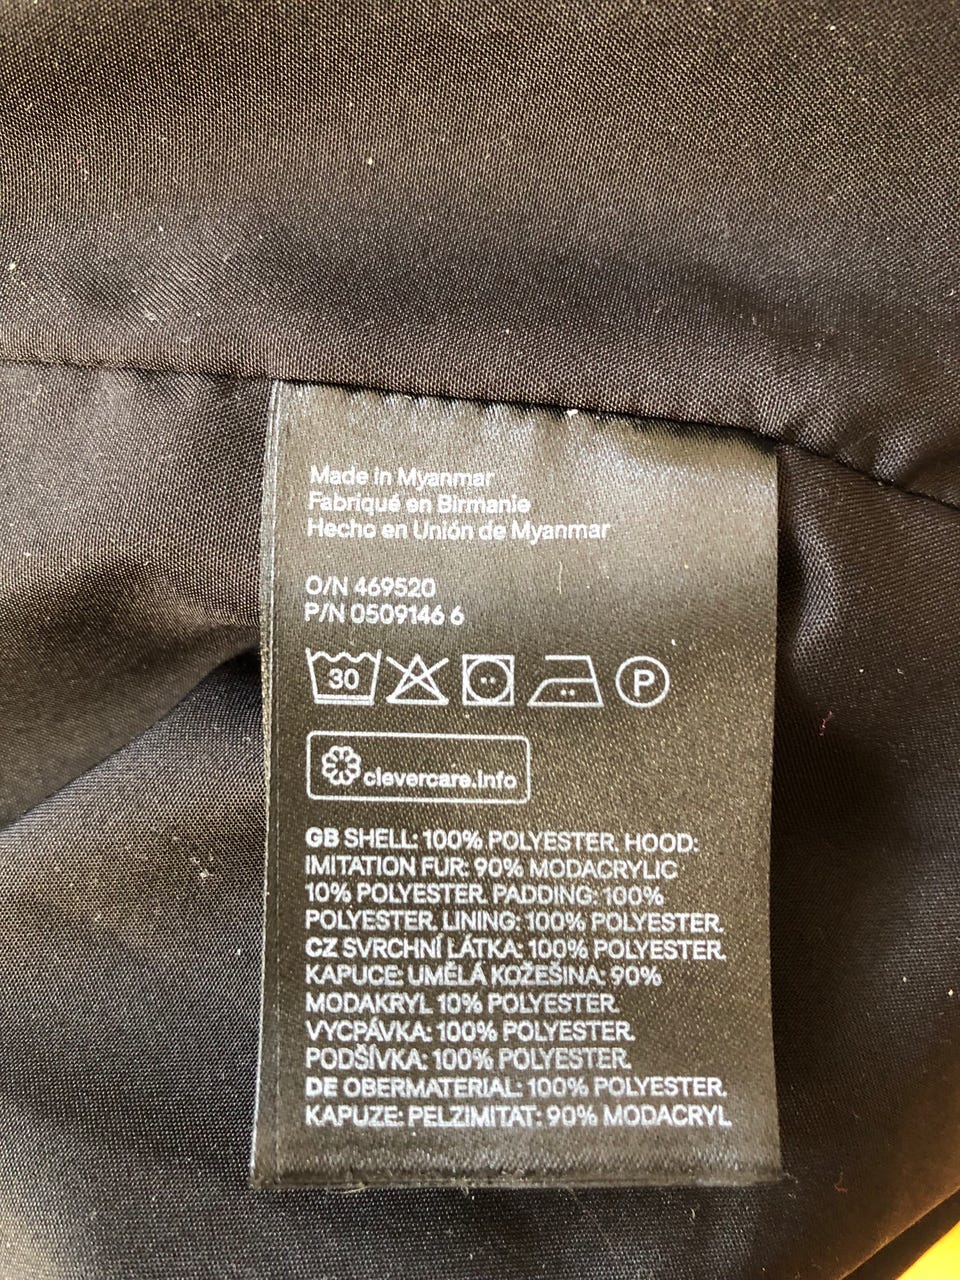 Made in Myanmar
Fabriqué en Birmanie
Hecho en Unión de Myanmar
O/N 469520
P/N 0509146 6
30 P
clevercare.info
GB SHELL: 100% POLYESTER. HOOD:
IMITATION FUR: 90% MODACRYLIC
10% POLYESTER. PADDING: 100%
POLYESTER. LINING: 100% POLYESTER.
CZ SVRCHNÍ LÁTKA: 100% POLYESTER.
KAPUCE: UMĚLÁ KOŽEŠINA: 90%
MODAKRYL 10% POLYESTER.
VYCPÁVKA: 100% POLYESTER.
PODŠÍVKA: 100% POLYESTER.
DE OBERMATERIAL: 100% POLYESTER.
KAPUZE: PELZIMITAT: 90% MODACRYL